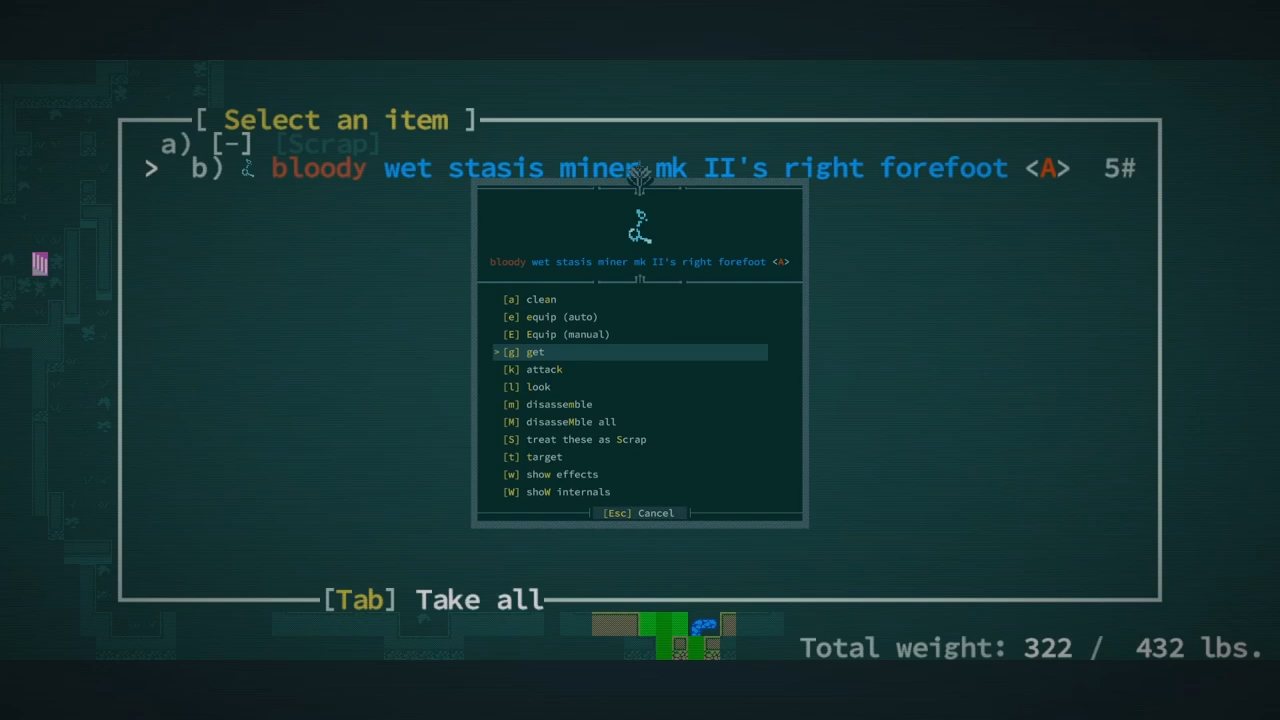 [ Select an item ]
a) [-] [Scrap]
> b) bloody wet stasis miner mk II's right forefoot <A> 5#
bloody wet stasis miner mk II's right forefoot <A>
[a] clean
[e] equip (auto)
[E] Equip (manual)
> [g] get
[k] attack
[l] look
[m] disassemble
[M] disasseMble all
[S] treat these as Scrap
[t] target
[w] show effects
[W] shoW internals
[Esc] Cancel
[Tab] Take all
Total weight: 322 / 432 lbs.